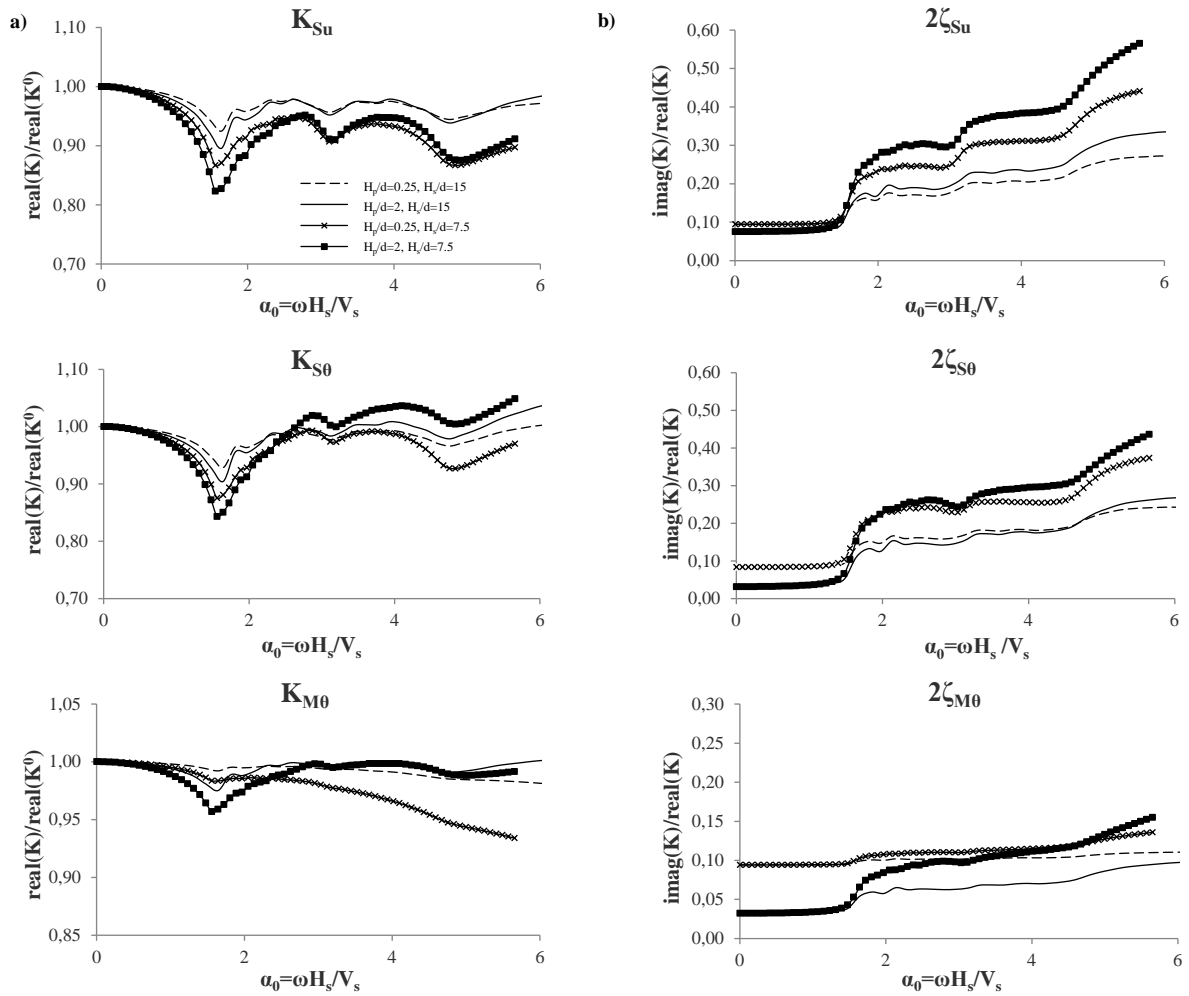 a)
K_Su
real(K)/real(K⁰)
1,10
1,00
0,90
0,80
0,70
0
2
4
6
H_p/d=0.25, H_s/d=15
H_p/d=2, H_s/d=15
H_p/d=0.25, H_s/d=7.5
H_p/d=2, H_s/d=7.5
α₀=ωH_s/V_s
b)
2ζ_Su
imag(K)/real(K)
0,60
0,50
0,40
0,30
0,20
0,10
0,00
0
2
4
6
α₀=ωH_s/V_s
K_Sθ
real(K)/real(K⁰)
1,10
1,00
0,90
0,80
0,70
0
2
4
6
α₀=ωH_s/V_s
2ζ_Sθ
imag(K)/real(K)
0,60
0,50
0,40
0,30
0,20
0,10
0,00
0
2
4
6
α₀=ωH_s /V_s
K_Mθ
real(K)/real(K⁰)
1,05
1,00
0,95
0,90
0,85
0
2
4
6
α₀=ωH_s/V_s
2ζ_Mθ
imag(K)/real(K)
0,30
0,25
0,20
0,15
0,10
0,05
0,00
0
2
4
6
α₀=ωH_s/V_s